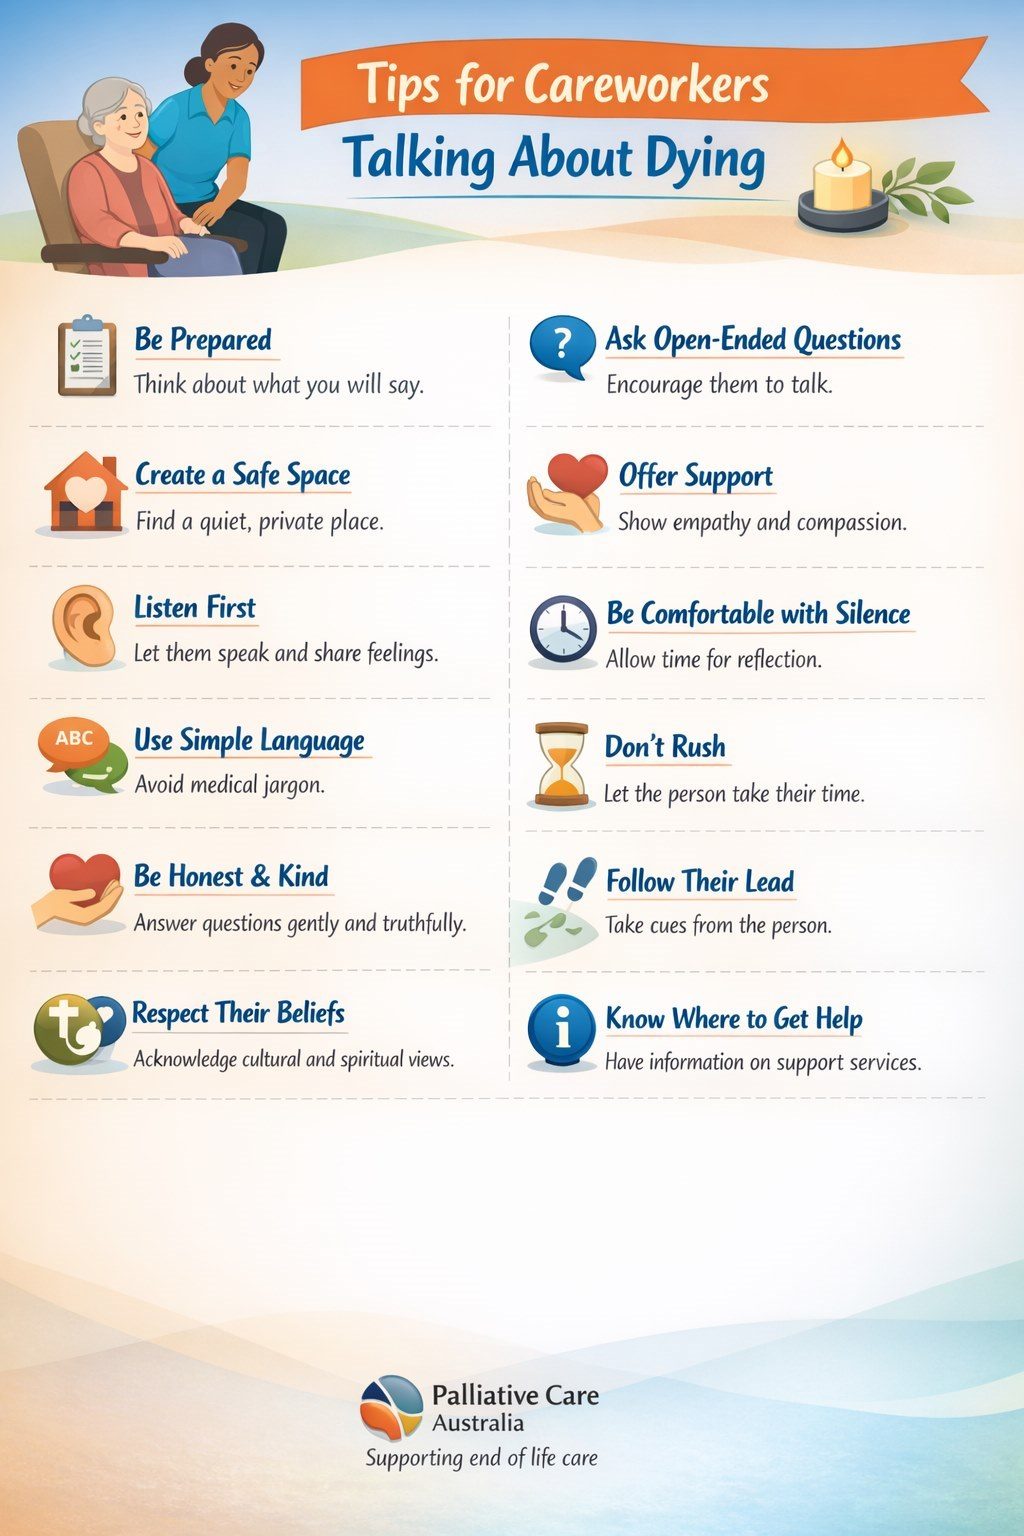 Tips for Careworkers
Talking About Dying
Be Prepared
Think about what you will say.
Create a Safe Space
Find a quiet, private place.
Listen First
Let them speak and share feelings.
ABC
Use Simple Language
Avoid medical jargon.
Be Honest & Kind
Answer questions gently and truthfully.
Respect Their Beliefs
Acknowledge cultural and spiritual views.
?
Ask Open-Ended Questions
Encourage them to talk.
Offer Support
Show empathy and compassion.
Be Comfortable with Silence
Allow time for reflection.
Don't Rush
Let the person take their time.
Follow Their Lead
Take cues from the person.
i
Know Where to Get Help
Have information on support services.
Palliative Care
Australia
Supporting end of life care